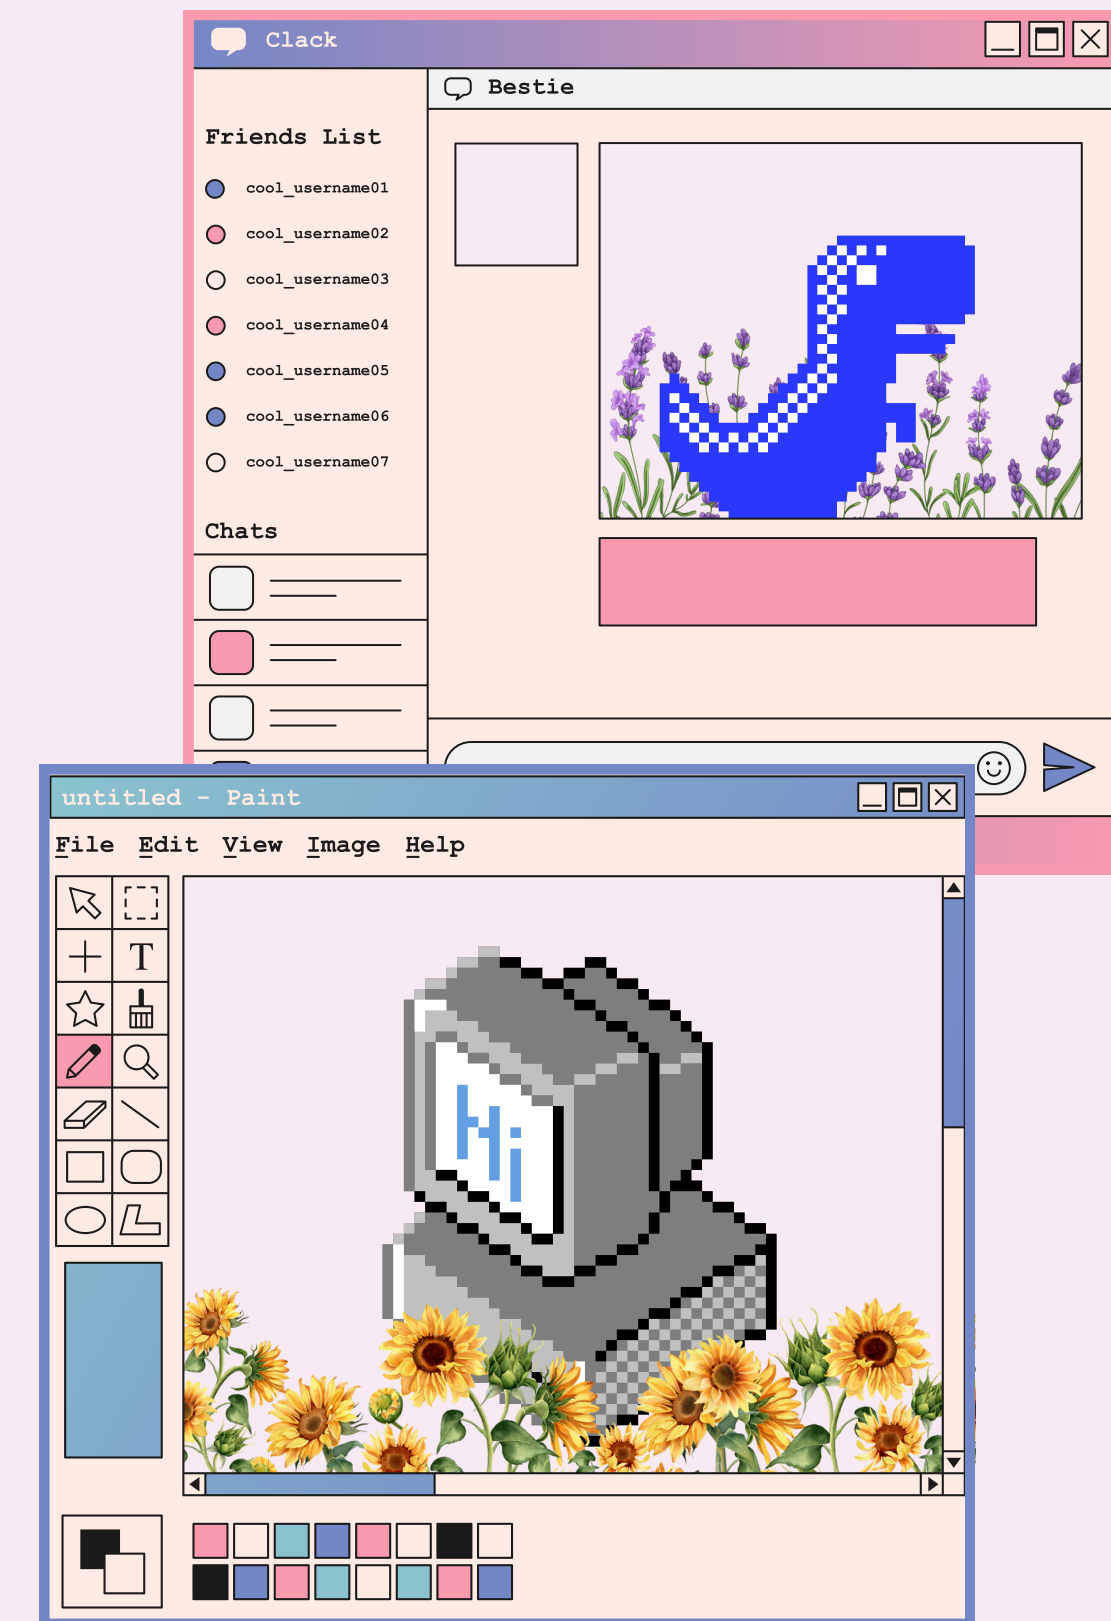 Clack
Bestie
Friends List
cool_username01
cool_username02
cool_username03
cool_username04
cool_username05
cool_username06
cool_username07
Chats
untitled - Paint
File Edit View Image Help
T
Hi